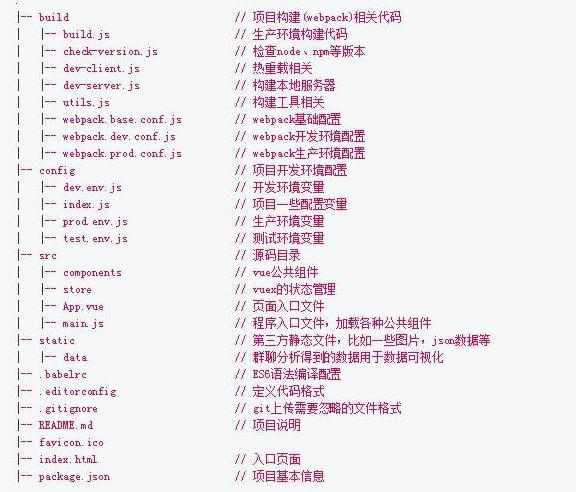 .
|-- build                          // 项目构建(webpack)相关代码
|   |-- build.js                   // 生产环境构建代码
|   |-- check-version.js           // 检查node、npm等版本
|   |-- dev-client.js              // 热重载相关
|   |-- dev-server.js              // 构建本地服务器
|   |-- utils.js                   // 构建工具相关
|   |-- webpack.base.conf.js       // webpack基础配置
|   |-- webpack.dev.conf.js        // webpack开发环境配置
|   |-- webpack.prod.conf.js       // webpack生产环境配置
|-- config                         // 项目开发环境配置
|   |-- dev.env.js                 // 开发环境变量
|   |-- index.js                   // 项目一些配置变量
|   |-- prod.env.js                // 生产环境变量
|   |-- test.env.js                // 测试环境变量
|-- src                            // 源码目录
|   |-- components                 // vue公共组件
|   |-- store                      // vuex的状态管理
|   |-- App.vue                    // 页面入口文件
|   |-- main.js                    // 程序入口文件，加载各种公共组件
|-- static                         // 第三方静态文件，比如一些图片，json数据等
|   |-- data                       // 群聊分析得到的数据用于数据可视化
|-- .babelrc                       // ES6语法编译配置
|-- .editorconfig                  // 定义代码格式
|-- .gitignore                     // git上传需要忽略的文件格式
|-- README.md                      // 项目说明
|-- favicon.ico
|-- index.html                     // 入口页面
|-- package.json                   // 项目基本信息